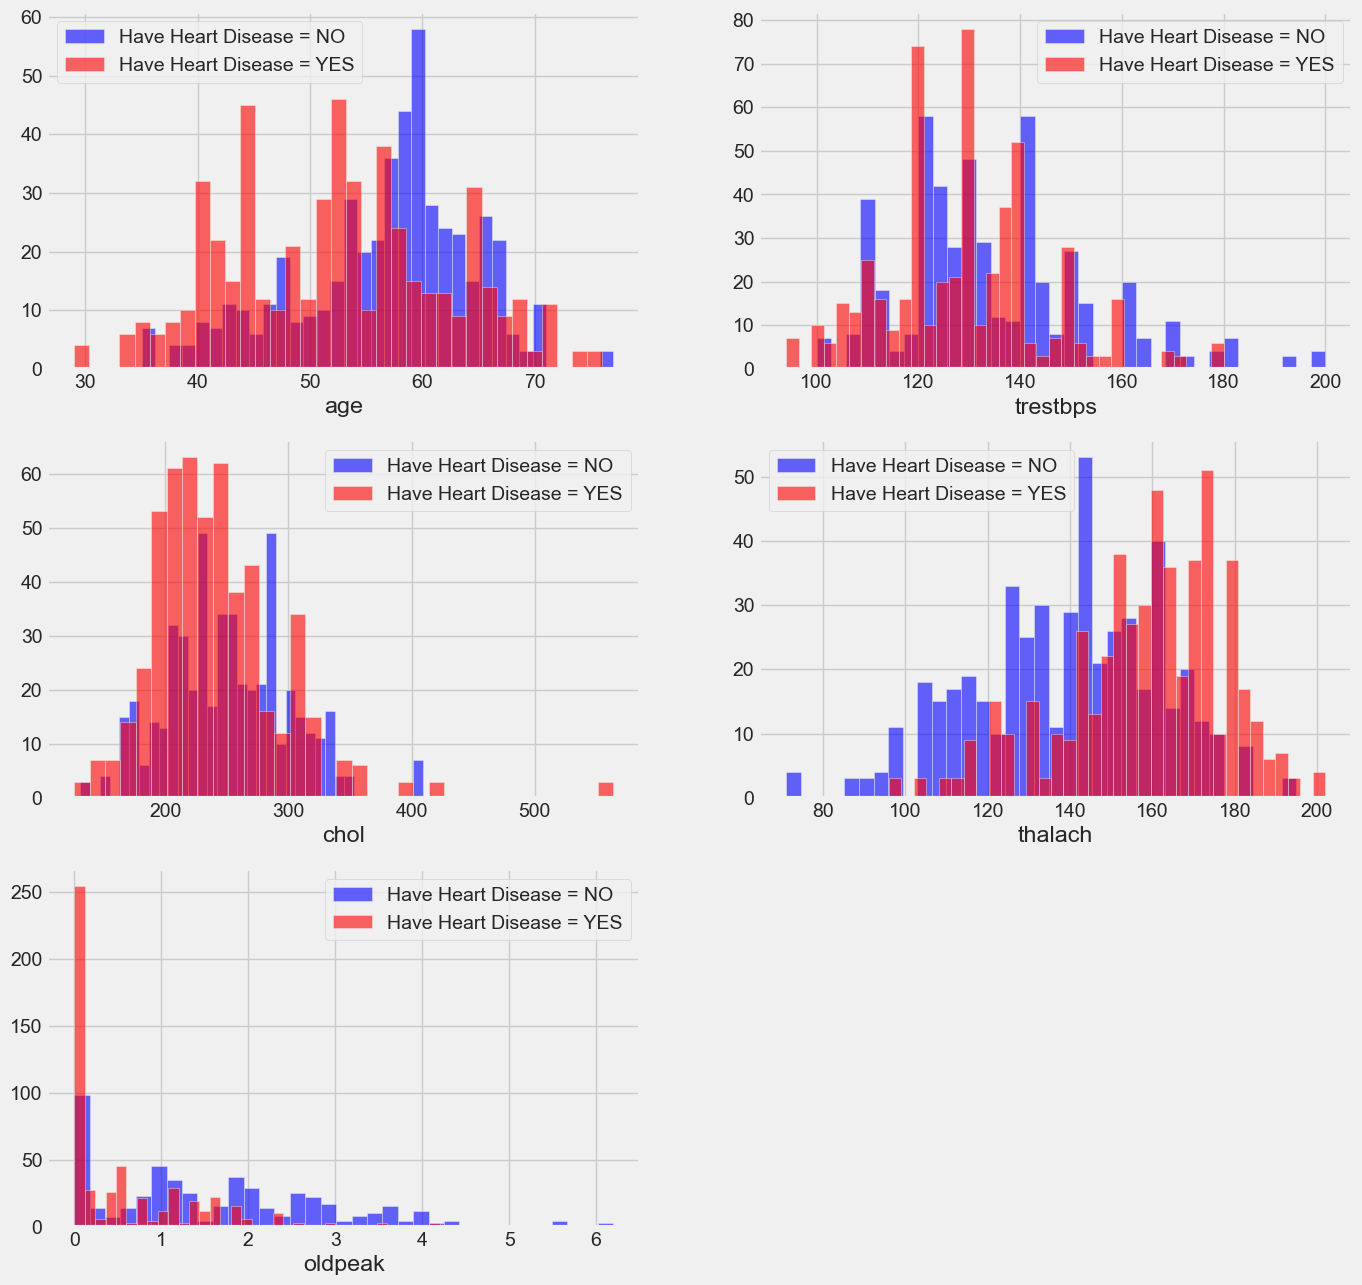 60
50
40
30
20
10
0
Have Heart Disease = NO
Have Heart Disease = YES
30 40 50 60 70
age
80
70
60
50
40
30
20
10
0
Have Heart Disease = NO
Have Heart Disease = YES
100 120 140 160 180 200
trestbps
60
50
40
30
20
10
0
Have Heart Disease = NO
Have Heart Disease = YES
200 300 400 500
chol
50
40
30
20
10
0
Have Heart Disease = NO
Have Heart Disease = YES
80 100 120 140 160 180 200
thalach
250
200
150
100
50
0
Have Heart Disease = NO
Have Heart Disease = YES
0 1 2 3 4 5 6
oldpeak